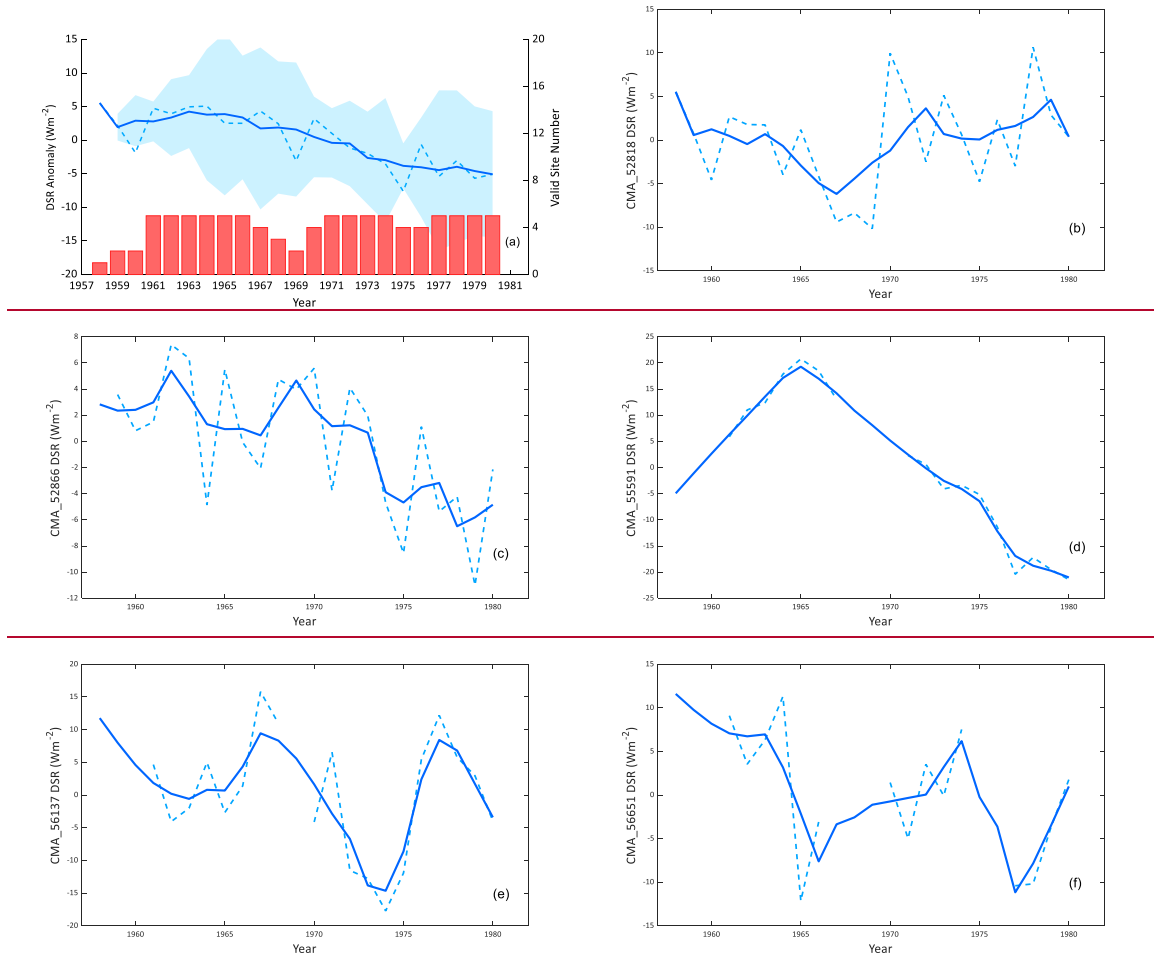 15
10
5
0
-5
-10
-15
-20
20
16
12
8
4
0
DSR Anomaly (Wm⁻²)
Valid Site Number
(a)
1957 1959 1961 1963 1965 1967 1969 1971 1973 1975 1977 1979 1981
Year
15
10
5
0
-5
-10
-15
CMA_52818 DSR (Wm⁻²)
(b)
1960 1965 1970 1975 1980
Year
8
6
4
2
0
-2
-4
-6
-8
-10
-12
CMA_52866 DSR (Wm⁻²)
(c)
1960 1965 1970 1975 1980
Year
25
20
15
10
5
0
-5
-10
-15
-20
-25
CMA_55591 DSR (Wm⁻²)
(d)
1960 1965 1970 1975 1980
Year
20
15
10
5
0
-5
-10
-15
-20
CMA_56137 DSR (Wm⁻²)
(e)
1960 1965 1970 1975 1980
Year
15
10
5
0
-5
-10
-15
CMA_56651 DSR (Wm⁻²)
(f)
1960 1965 1970 1975 1980
Year